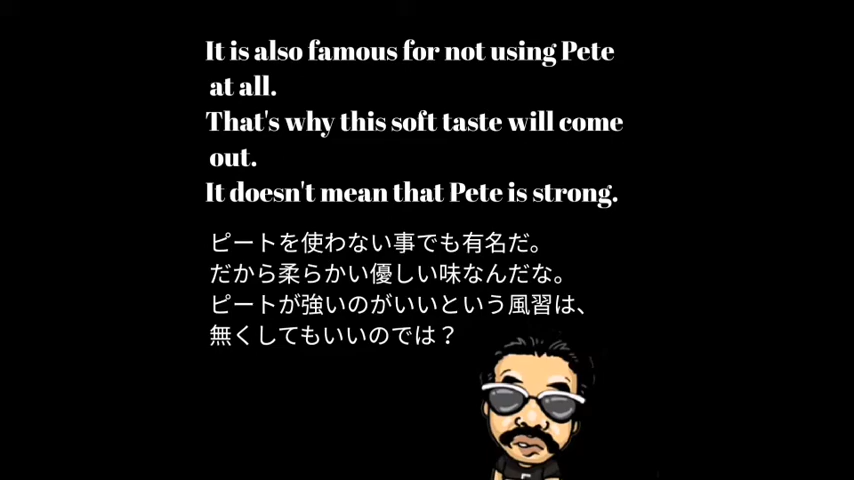 It is also famous for not using Pete
at all.
That's why this soft taste will come
out.
It doesn't mean that Pete is strong.
ピートを使わない事でも有名だ。
だから柔らかい優しい味なんだな。
ピートが強いのがいいという風習は、
無くしてもいいのでは？